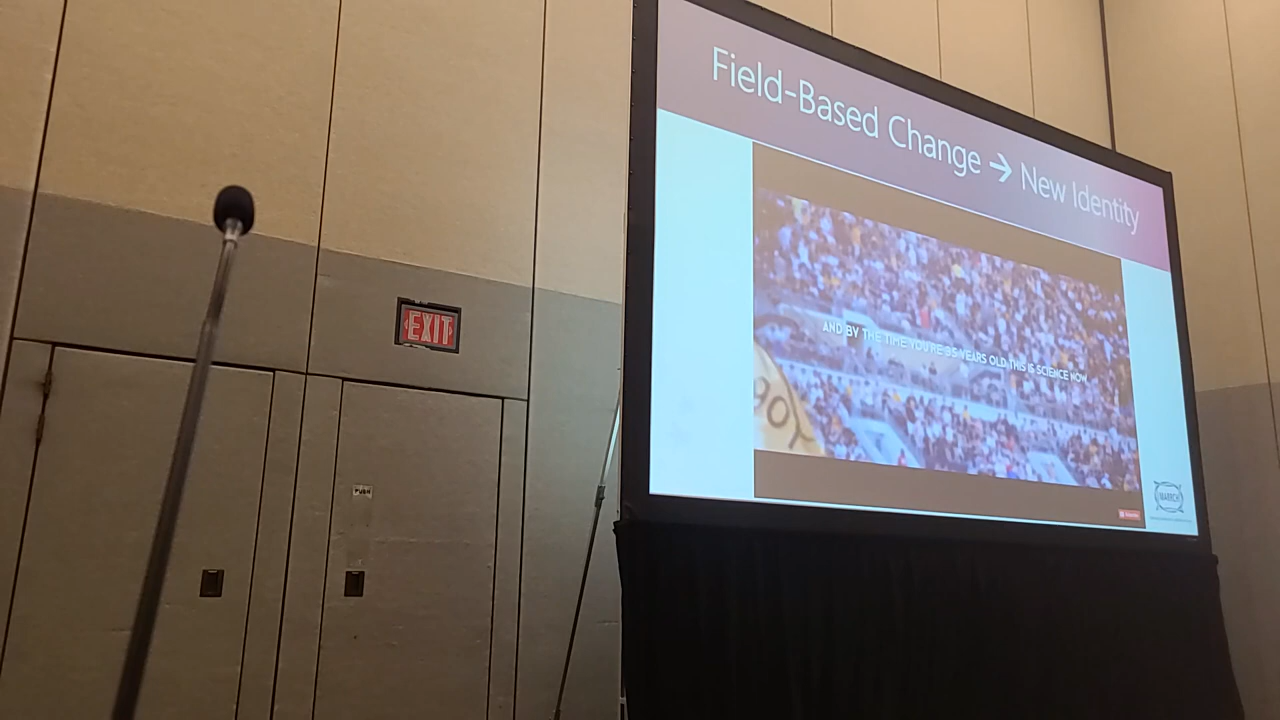 Field-Based Change → New Identity
AND BY THE TIME YOU'RE 35 YEARS OLD THIS IS SCIENCE NOW
EXIT
PUSH